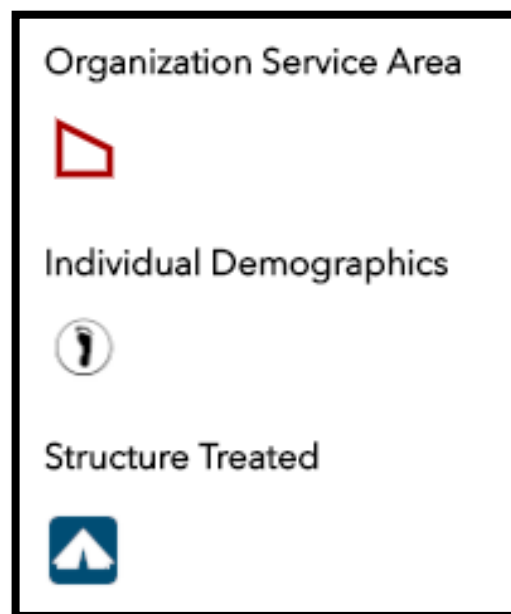 Organization Service Area
Individual Demographics
Structure Treated